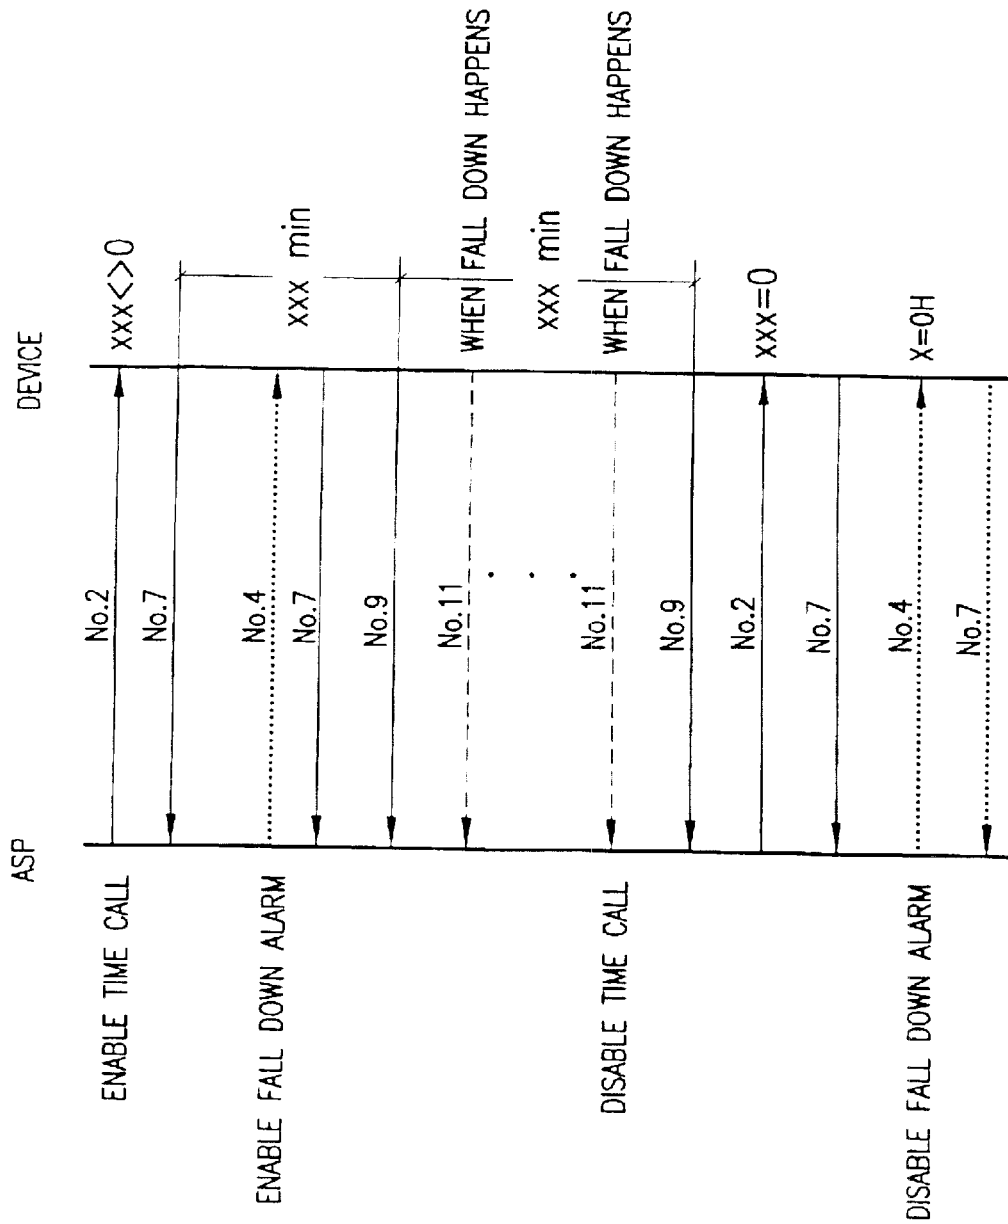 ASP
DEVICE
ENABLE TIME CALL
No.2
xxx<>0
No.7
xxx min
ENABLE FALL DOWN ALARM
No.4
No.7
No.9
No.11
WHEN FALL DOWN HAPPENS
xxx min
DISABLE TIME CALL
No.11
WHEN FALL DOWN HAPPENS
No.9
No.2
xxx=0
No.7
DISABLE FALL DOWN ALARM
No.4
X=0H
No.7